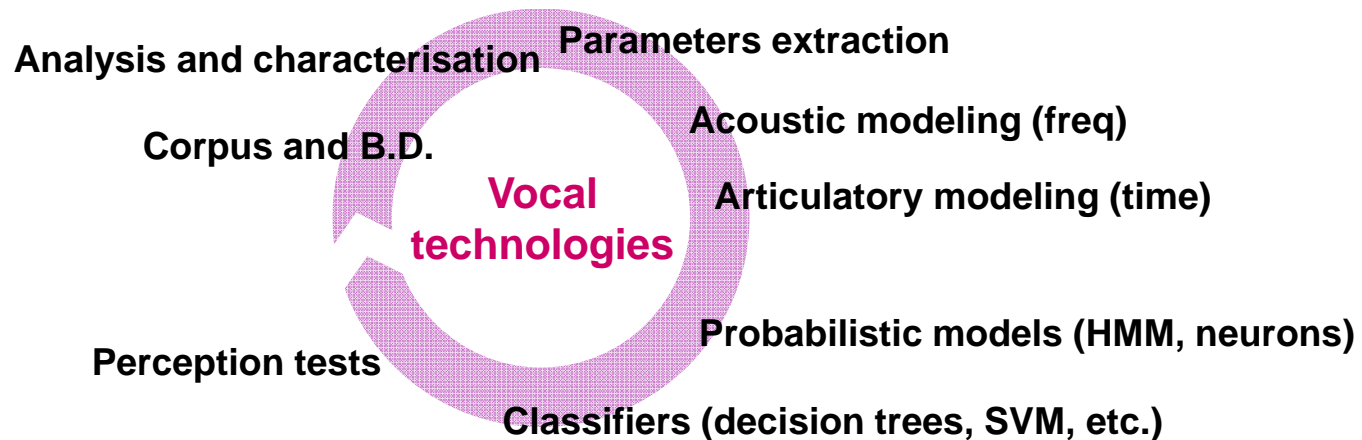 Parameters extraction
Analysis and characterisation
Acoustic modeling (freq)
Corpus and B.D.
Vocal
technologies
Articulatory modeling (time)
Probabilistic models (HMM, neurons)
Perception tests
Classifiers (decision trees, SVM, etc.)